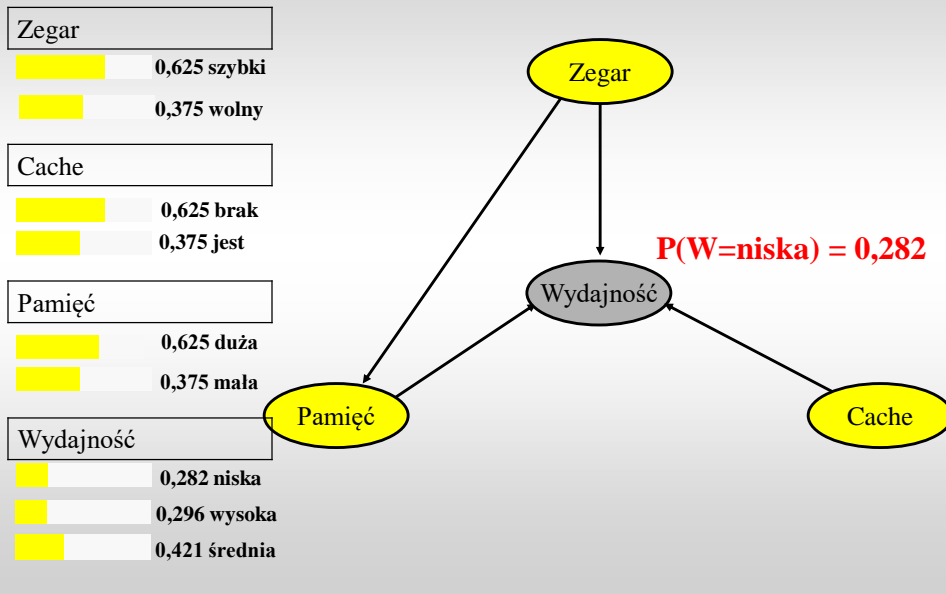 Zegar
0,625 szybki
0,375 wolny
Cache
0,625 brak
0,375 jest
Pamięć
0,625 duża
0,375 mała
Wydajność
0,282 niska
0,296 wysoka
0,421 średnia
Zegar
P(W=niska) = 0,282
Wydajność
Pamięć
Cache